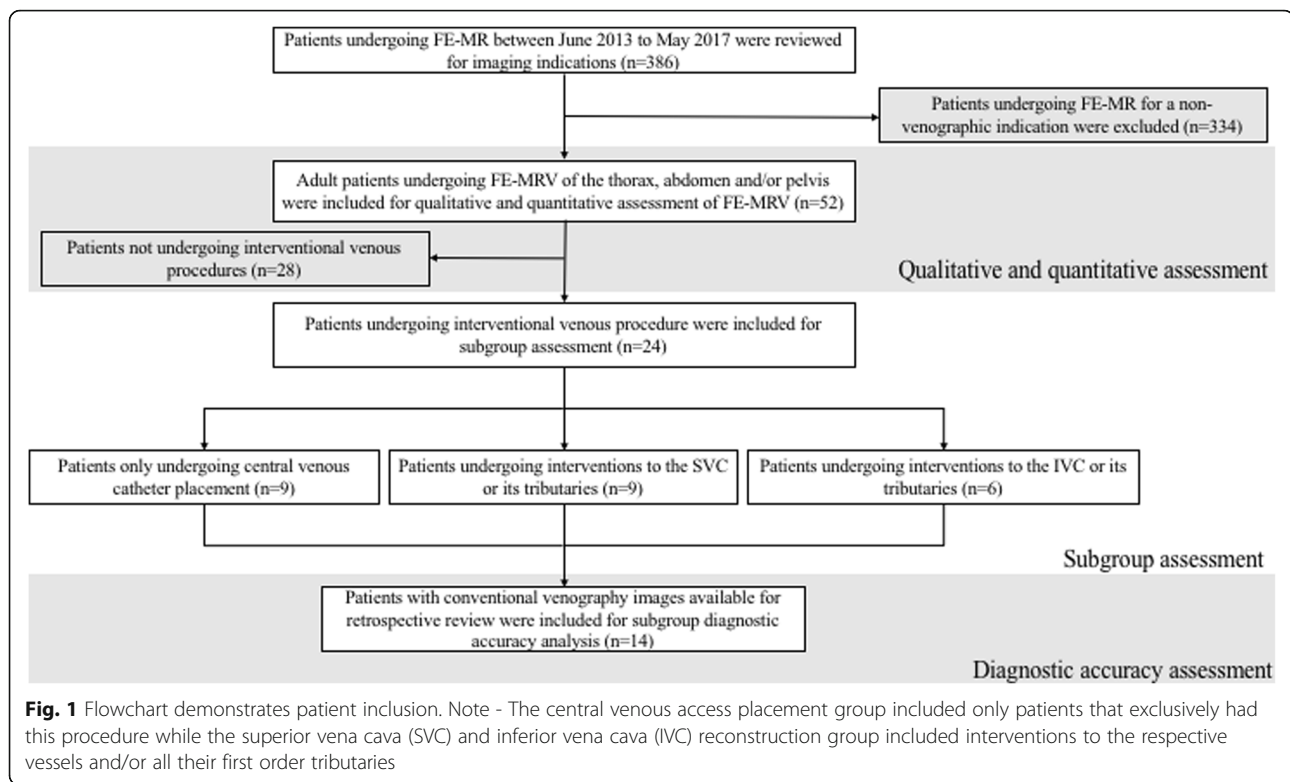 Patients undergoing FE-MR between June 2013 to May 2017 were reviewed
for imaging indications (n=386)
Patients undergoing FE-MR for a non-
venographic indication were excluded (n=334)
Adult patients undergoing FE-MRV of the thorax, abdomen and/or pelvis
were included for qualitative and quantitative assessment of FE-MRV (n=52)
Patients not undergoing interventional venous
procedures (n=28)
Qualitative and quantitative assessment
Patients undergoing interventional venous procedure were included for
subgroup assessment (n=24)
Patients only undergoing central venous
catheter placement (n=9)
Patients undergoing interventions to the SVC
or its tributaries (n=9)
Patients undergoing interventions to the IVC or its
tributaries (n=6)
Subgroup assessment
Patients with conventional venography images available for
retrospective review were included for subgroup diagnostic
accuracy analysis (n=14)
Diagnostic accuracy assessment
Fig. 1 Flowchart demonstrates patient inclusion. Note - The central venous access placement group included only patients that exclusively had
this procedure while the superior vena cava (SVC) and inferior vena cava (IVC) reconstruction group included interventions to the respective
vessels and/or all their first order tributaries